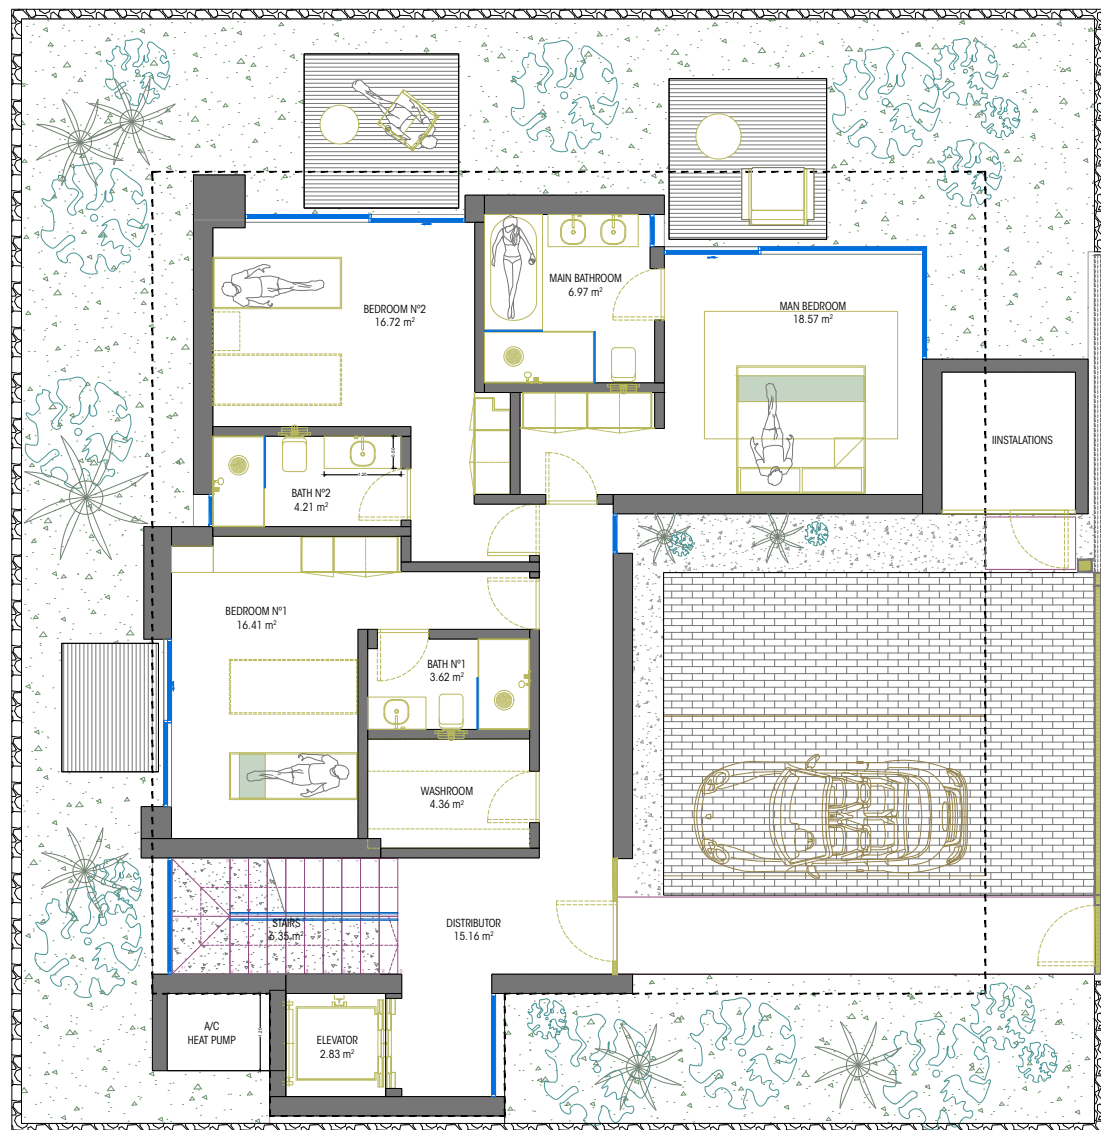 MAIN BATHROOM
6.97 m²
BEDROOM Nº2
16.72 m²
MAN BEDROOM
18.57 m²
IINSTALATIONS
BATH Nº2
4.21 m²
1.20
BEDROOM Nº1
16.41 m²
BATH Nº1
3.62 m²
WASHROOM
4.36 m²
STAIRS
6.35 m²
DISTRIBUTOR
15.16 m²
A/C
HEAT PUMP
ELEVATOR
2.83 m²